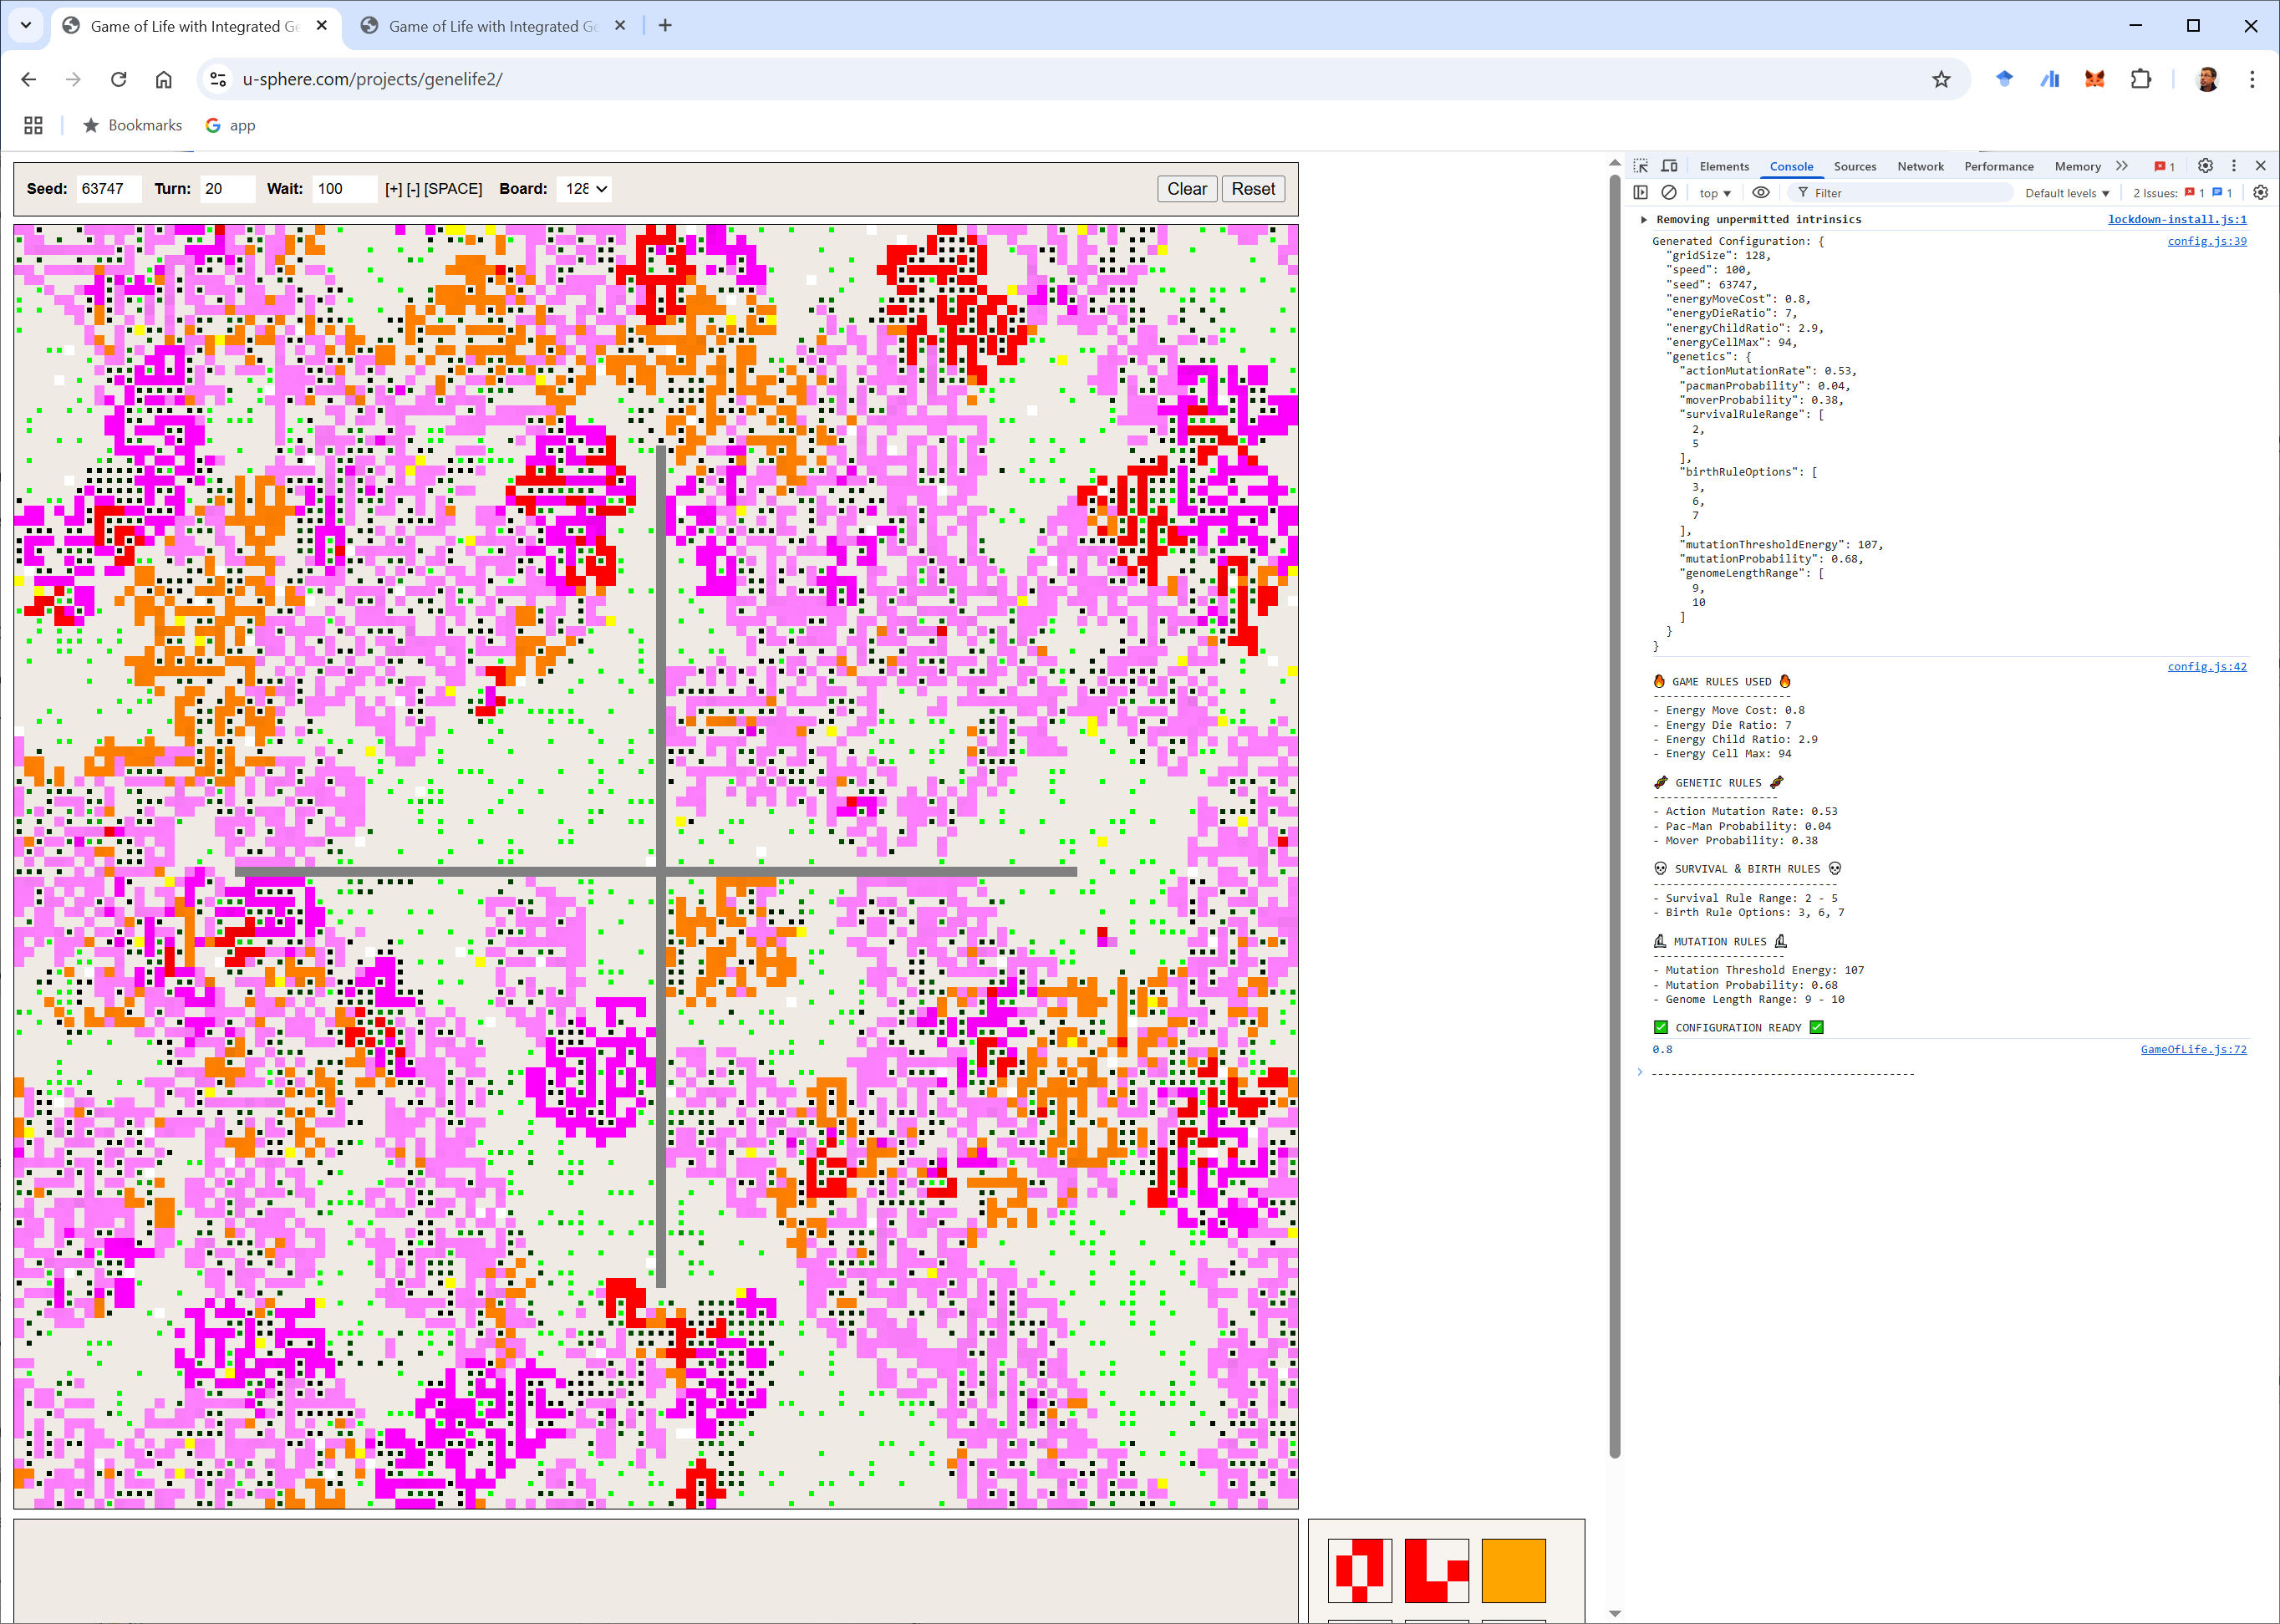 Game of Life with Integrated Ge
Game of Life with Integrated Ge
u-sphere.com/projects/genelife2/
Bookmarks
app
Seed: 63747 Turn: 20 Wait: 100 [+] [-] [SPACE] Board: 128 Clear Reset
Elements Console Sources Network Performance Memory 1
top Filter Default levels 2 Issues: 1 1
Removing unpermitted intrinsics lockdown-install.js:1
Generated Configuration: { config.js:39
"gridSize": 128,
"speed": 100,
"seed": 63747,
"energyMoveCost": 0.8,
"energyDieRatio": 7,
"energyChildRatio": 2.9,
"energyCellMax": 94,
"genetics": {
"actionMutationRate": 0.53,
"pacmanProbability": 0.04,
"moverProbability": 0.38,
"survivalRuleRange": [
2,
5
],
"birthRuleOptions": [
3,
6,
7
],
"mutationThresholdEnergy": 107,
"mutationProbability": 0.68,
"genomeLengthRange": [
9,
10
]
}
}
config.js:42
🔥 GAME RULES USED 🔥
--------------------
- Energy Move Cost: 0.8
- Energy Die Ratio: 7
- Energy Child Ratio: 2.9
- Energy Cell Max: 94
GENETIC RULES
-------------------
- Action Mutation Rate: 0.53
- Pac-Man Probability: 0.04
- Mover Probability: 0.38
💀 SURVIVAL & BIRTH RULES 💀
----------------------------
- Survival Rule Range: 2 - 5
- Birth Rule Options: 3, 6, 7
MUTATION RULES
--------------------
- Mutation Threshold Energy: 107
- Mutation Probability: 0.68
- Genome Length Range: 9 - 10
✅ CONFIGURATION READY ✅
0.8 GameOfLife.js:72
----------------------------------------